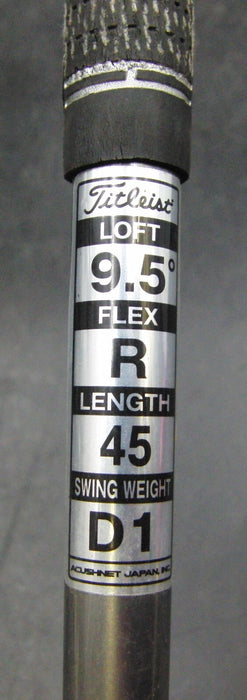 Titleist
LOFT
9.5°
FLEX
R
LENGTH
45
SWING WEIGHT
D1
ACUSHNET JAPAN, INC.